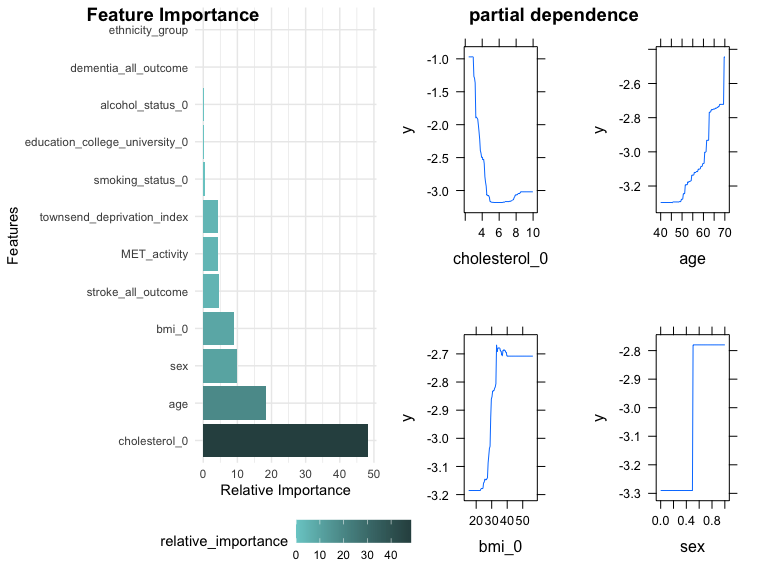 Feature Importance
ethnicity_group
dementia_all_outcome
alcohol_status_0
education_college_university_0
smoking_status_0
townsend_deprivation_index
MET_activity
stroke_all_outcome
bmi_0
sex
age
cholesterol_0
Features
0 10 20 30 40 50
Relative Importance
relative_importance
0 10 20 30 40
partial dependence
-1.0
-1.5
-2.0
-2.5
-3.0
y
4 6 8 10
cholesterol_0
-2.6
-2.8
-3.0
-3.2
y
40 50 60 70
age
-2.7
-2.8
-2.9
-3.0
-3.1
-3.2
y
20 30 40 50
bmi_0
-2.8
-2.9
-3.0
-3.1
-3.2
-3.3
y
0.0 0.4 0.8
sex